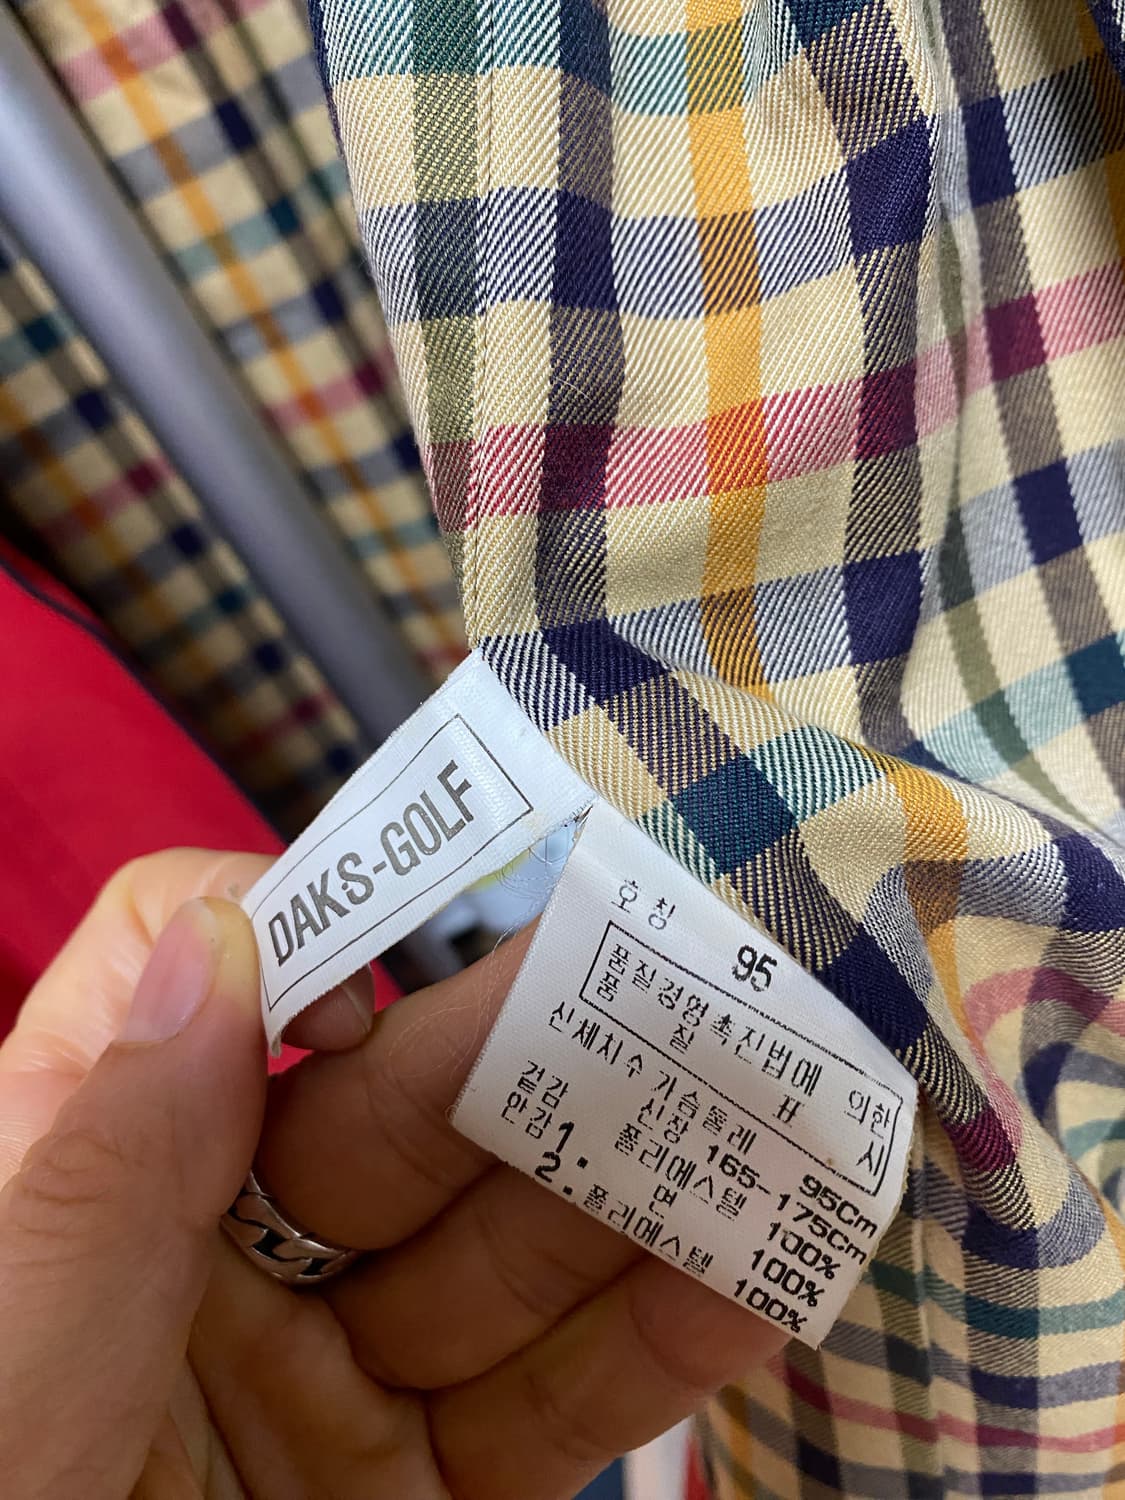 DAKS-GOLF
호칭 95
품질경영촉진법에 의한
품 질 표 시
신체치수 가슴둘레 95Cm
신장 165~175Cm
겉감 폴리에스텔 100%
안감 1. 면 100%
2. 폴리에스텔 100%